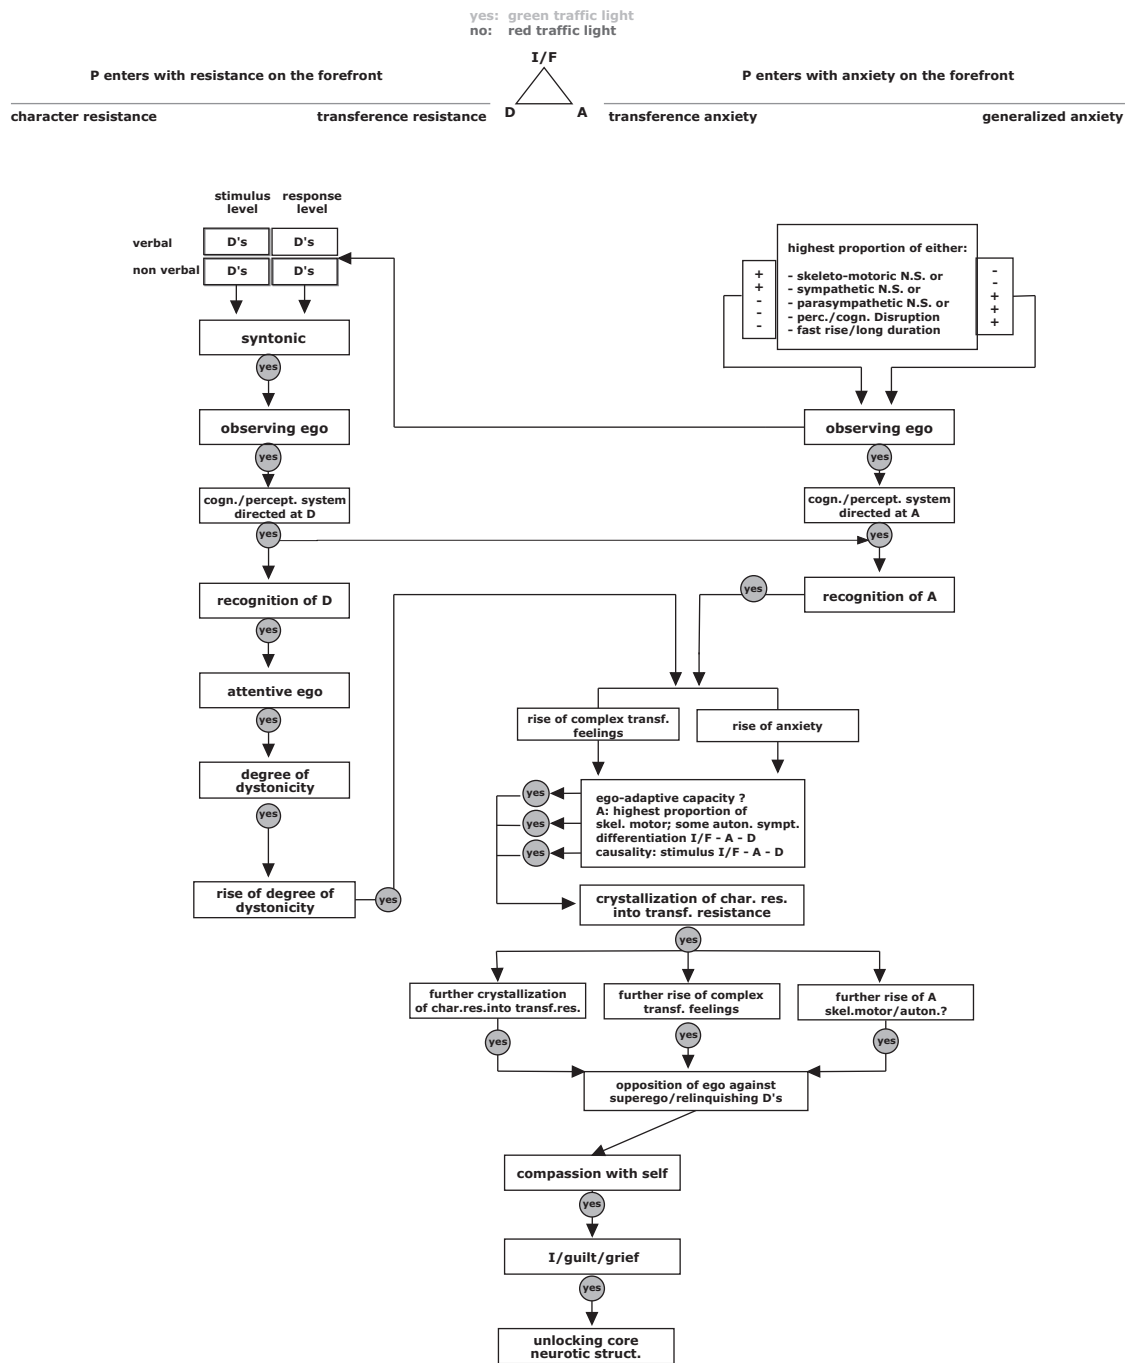 yes: green traffic light
no: red traffic light
I/F
D
A
P enters with resistance on the forefront
P enters with anxiety on the forefront
character resistance
transference resistance
transference anxiety
generalized anxiety
stimulus
level
response
level
verbal
D's
D's
non verbal
D's
D's
syntonic
yes
observing ego
yes
cogn./percept. system
directed at D
yes
recognition of D
yes
attentive ego
yes
degree of
dystonicity
yes
rise of degree of
dystonicity
yes
highest proportion of either:
- skeleto-motoric N.S. or
- sympathetic N.S. or
- parasympathetic N.S. or
- perc./cogn. Disruption
- fast rise/long duration
+
+
-
-
-
-
-
+
+
+
observing ego
yes
cogn./percept. system
directed at A
yes
recognition of A
yes
rise of complex transf.
feelings
rise of anxiety
yes
yes
yes
ego-adaptive capacity ?
A: highest proportion of
skel. motor; some auton. sympt.
differentiation I/F - A - D
causality: stimulus I/F - A - D
crystallization of char. res.
into transf. resistance
yes
further crystallization
of char.res.into transf.res.
further rise of complex
transf. feelings
further rise of A
skel.motor/auton.?
yes
yes
yes
opposition of ego against
superego/relinquishing D's
compassion with self
yes
I/guilt/grief
yes
unlocking core
neurotic struct.